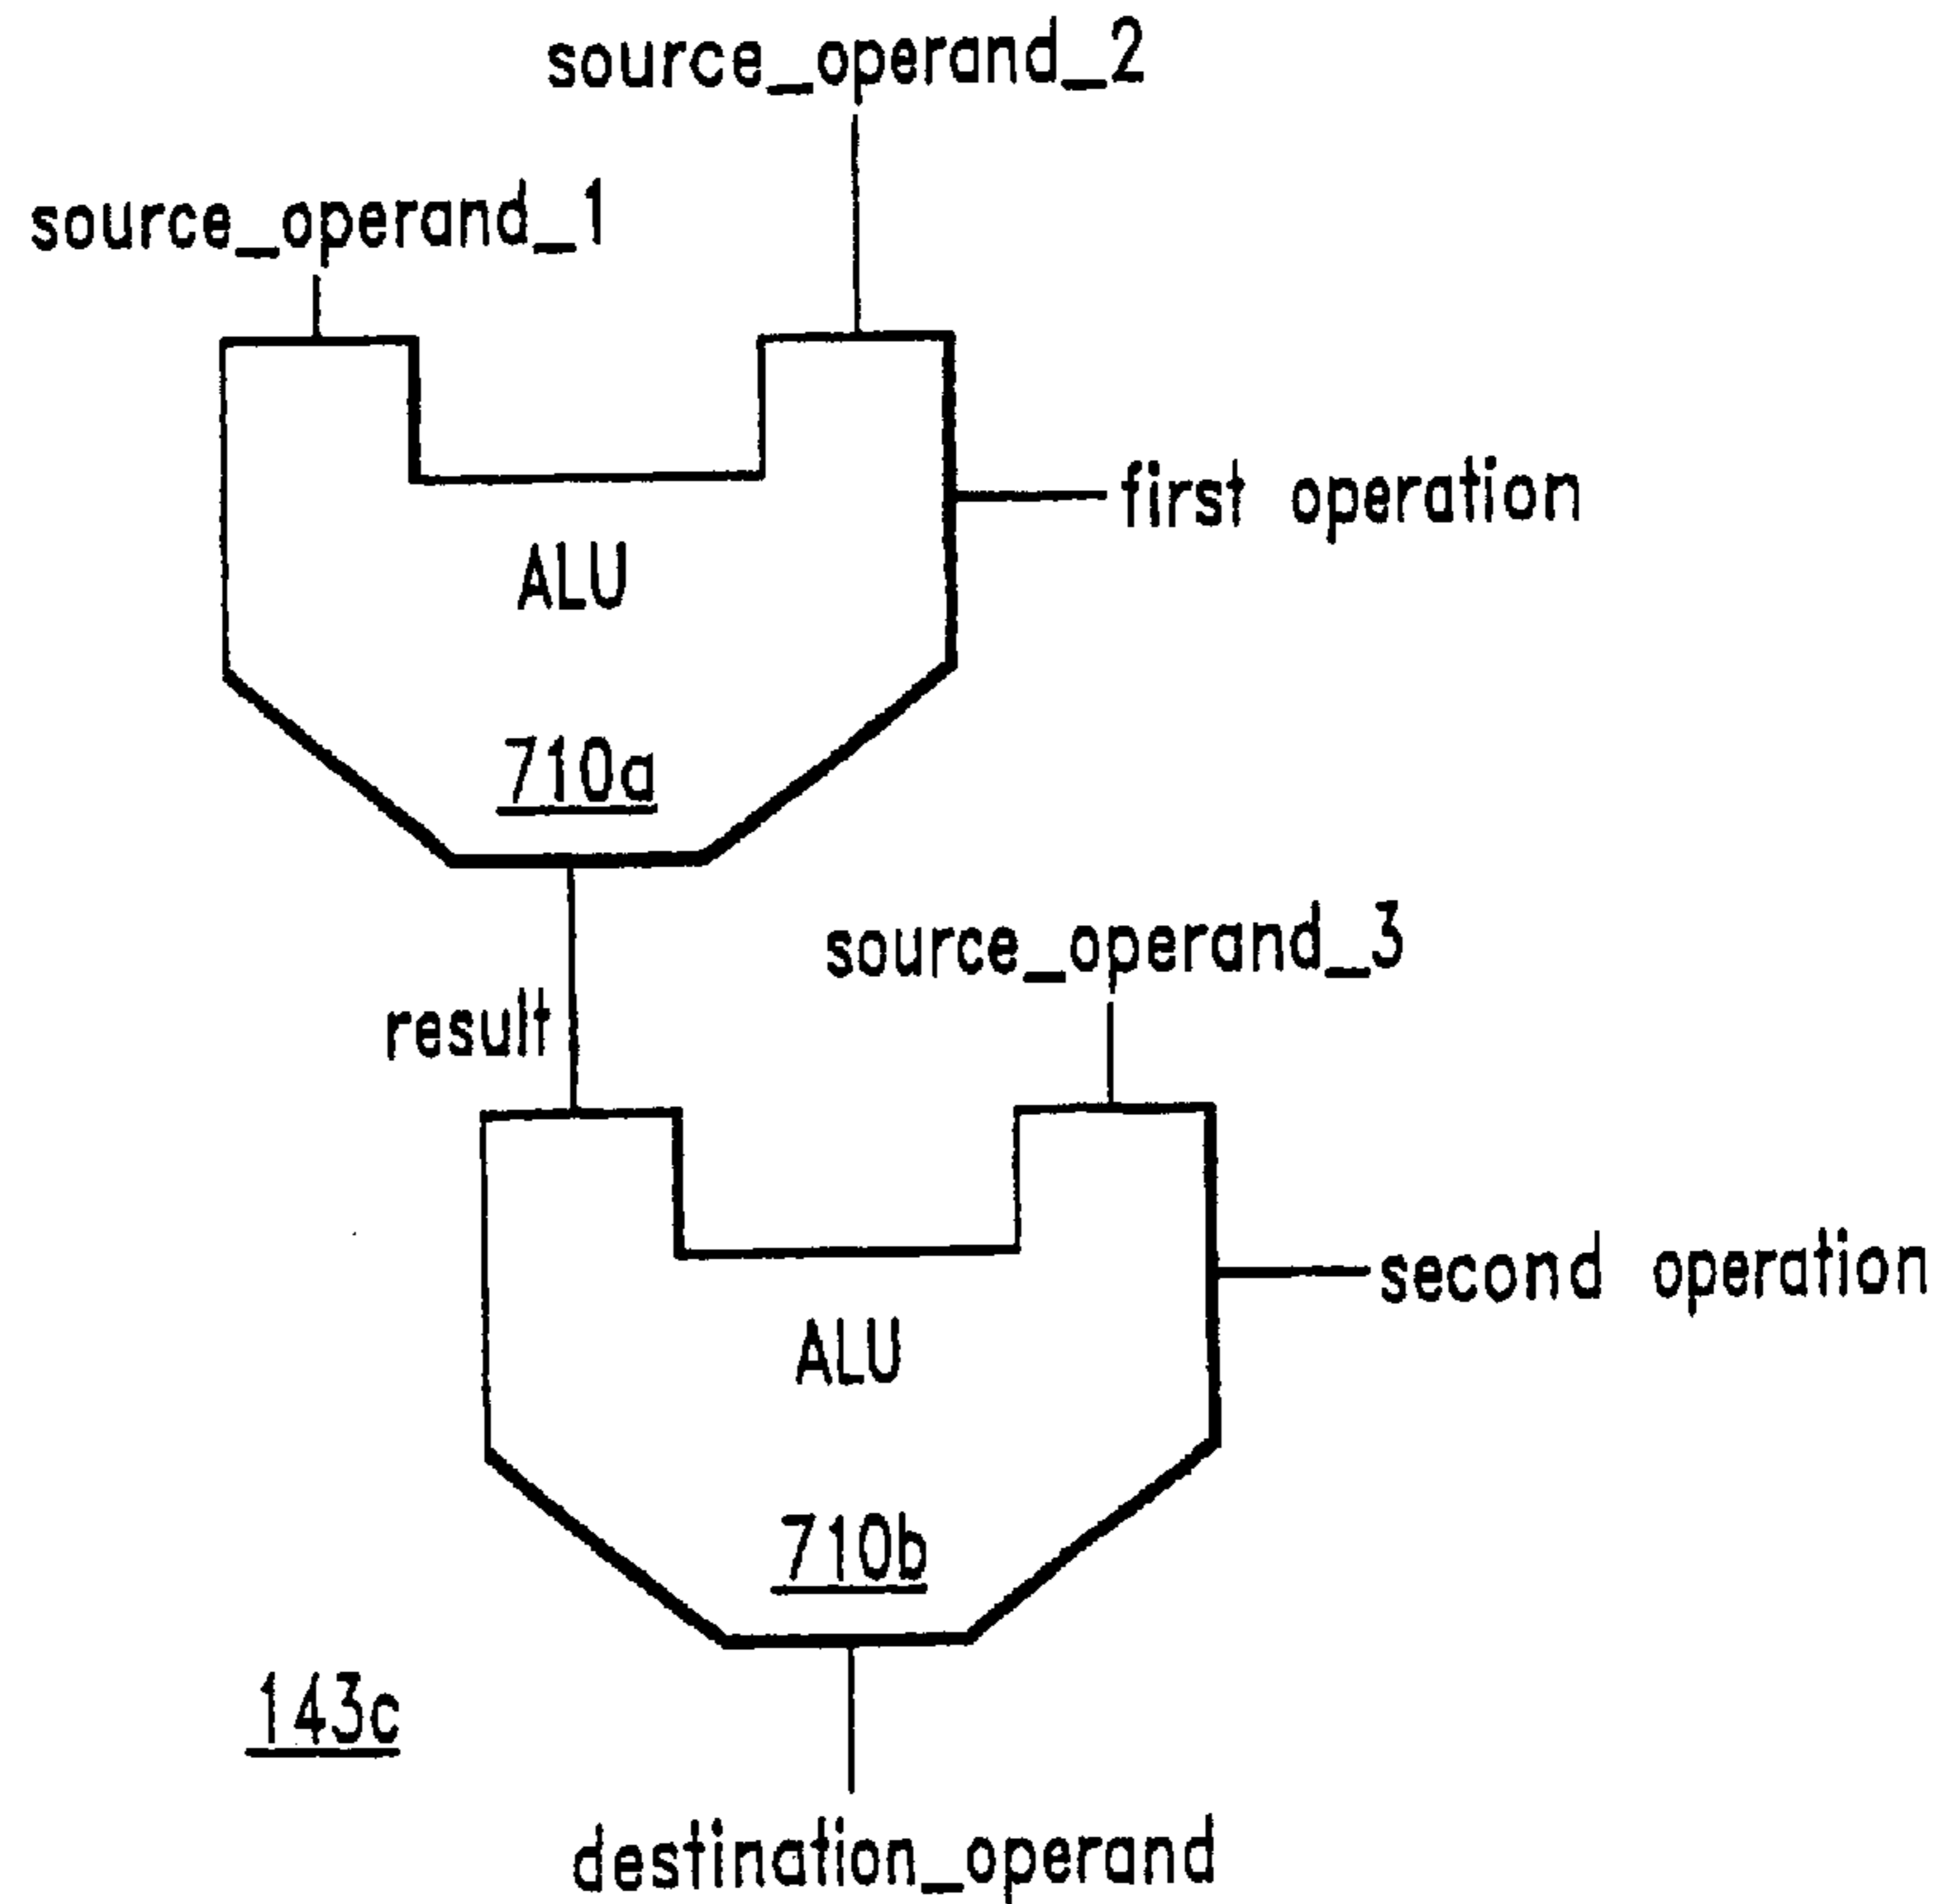 source_operand_2
source_operand_1
first operation
ALU
710a
source_operand_3
result
second operation
ALU
710b
143c
destination_operand